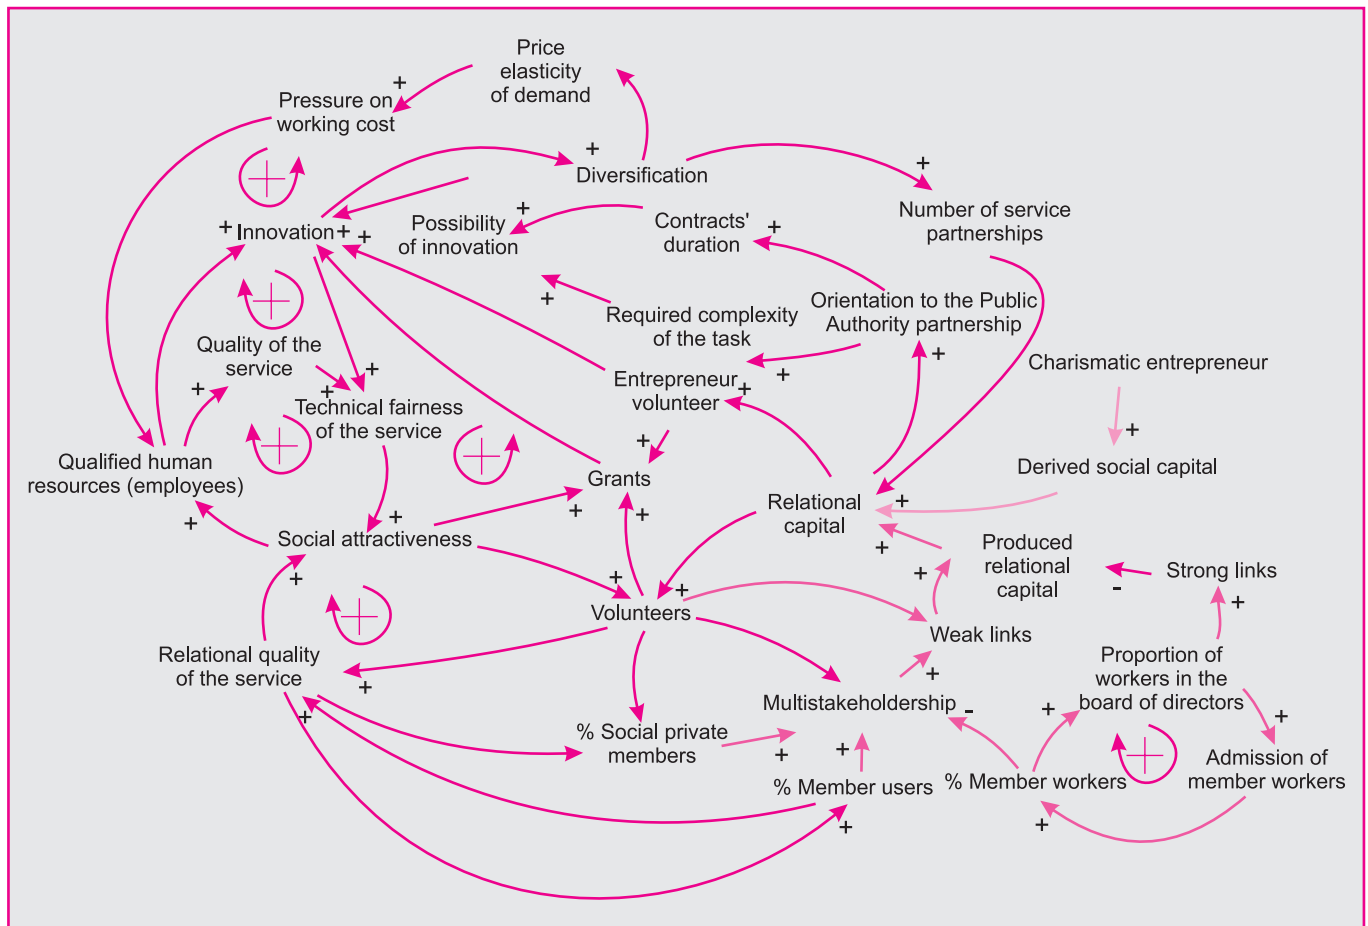 Price
elasticity
of demand
+
Pressure on
working cost
+
Diversification
+
Number of service
partnerships
+
+ Innovation + +
Possibility
of innovation
+
Contracts'
duration
+
Orientation to the Public
Authority partnership
+
Required complexity
of the task
+
Charismatic entrepreneur
+
Quality of the
service
+
+
+
Technical fairness
of the service
Entrepreneur
volunteer
+
+
Derived social capital
Qualified human
resources (employees)
+
Grants
+
+
+
Relational
capital
+
+
Social attractiveness
+
+
Produced
relational
capital
+
Strong links
-
+
Volunteers
+
+
Weak links
+
Relational quality
of the service
+
+
Proportion of
workers in the
board of directors
+
+
Multistakeholdership
-
% Social private
members
+
+
% Member users
+
% Member workers
+
Admission of
member workers